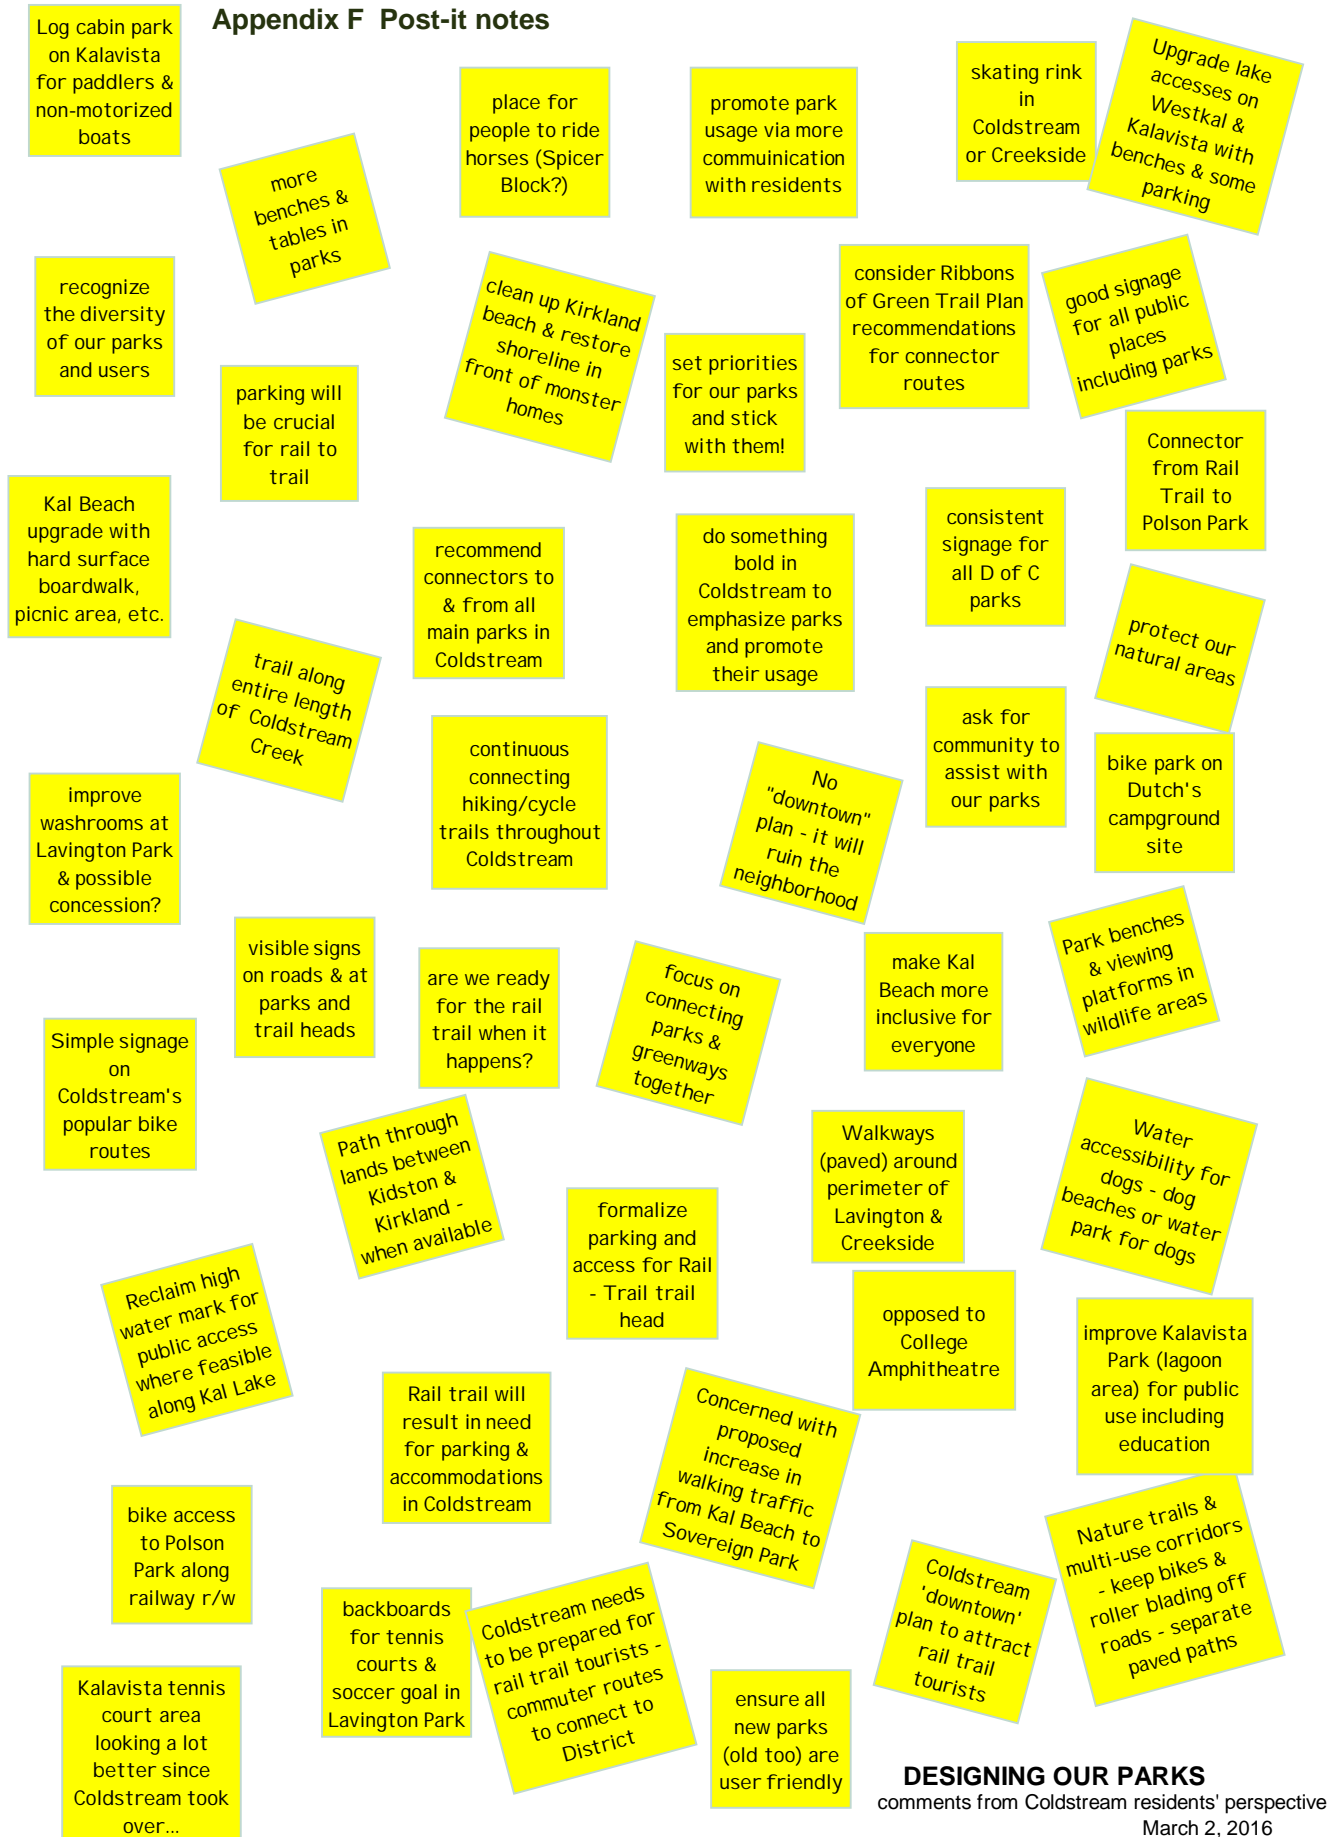 Appendix F  Post-it notes
Log cabin park
on Kalavista
for paddlers &
non-motorized
boats
more
benches &
tables in
parks
place for
people to ride
horses (Spicer
Block?)
promote park
usage via more
commuinication
with residents
skating rink
in
Coldstream
or Creekside
Upgrade lake
accesses on
Westkal &
Kalavista with
benches & some
parking
recognize
the diversity
of our parks
and users
parking will
be crucial
for rail to
trail
clean up Kirkland
beach & restore
shoreline in
front of monster
homes
set priorities
for our parks
and stick
with them!
consider Ribbons
of Green Trail Plan
recommendations
for connector
routes
good signage
for all public
places
including parks
Connector
from Rail
Trail to
Polson Park
Kal Beach
upgrade with
hard surface
boardwalk,
picnic area, etc.
recommend
connectors to
& from all
main parks in
Coldstream
do something
bold in
Coldstream to
emphasize parks
and promote
their usage
consistent
signage for
all D of C
parks
protect our
natural areas
trail along
entire length
of  Coldstream
Creek
continuous
connecting
hiking/cycle
trails throughout
Coldstream
No
"downtown"
plan - it will
ruin the
neighborhood
ask for
community to
assist with
our parks
bike park on
Dutch's
campground
site
improve
washrooms at
Lavington Park
& possible
concession?
visible signs
on roads & at
parks and
trail heads
are we ready
for the rail
trail when it
happens?
focus on
connecting
parks &
greenways
together
make Kal
Beach more
inclusive for
everyone
Park benches
& viewing
platforms in
wildlife areas
Simple signage
on
Coldstream's
popular bike
routes
Path through
lands between
Kidston &
Kirkland -
when available
formalize
parking and
access for Rail
- Trail trail
head
Walkways
(paved) around
perimeter of
Lavington &
Creekside
Water
accessibility for
dogs - dog
beaches or water
park for dogs
Reclaim high
water mark for
public access
where feasible
along Kal Lake
Rail trail will
result in need
for parking &
accommodations
in Coldstream
Concerned with
proposed
increase in
walking traffic
from Kal Beach to
Sovereign Park
opposed to
College
Amphitheatre
improve Kalavista
Park (lagoon
area) for public
use including
education
bike access
to Polson
Park along
railway r/w
backboards
for tennis
courts &
soccer goal in
Lavington Park
Coldstream needs
to be prepared for
rail trail tourists -
commuter routes
to connect to
District
Coldstream
'downtown'
plan to attract
rail trail
tourists
Nature trails &
multi-use corridors
- keep bikes &
roller blading off
roads - separate
paved paths
Kalavista tennis
court area
looking a lot
better since
Coldstream took
over...
ensure all
new parks
(old too) are
user friendly
DESIGNING OUR PARKS
comments from Coldstream residents' perspective
March 2, 2016